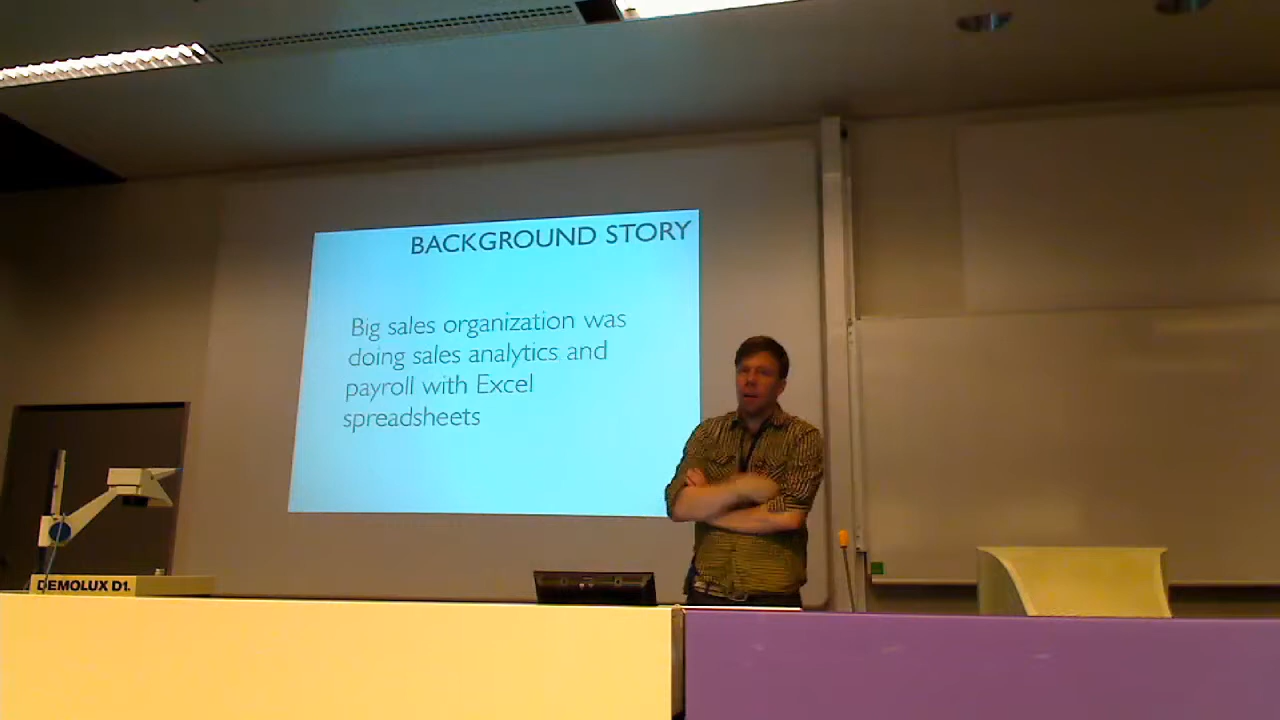 BACKGROUND STORY
Big sales organization was
doing sales analytics and
payroll with Excel
spreadsheets
DEMOLUX D1.